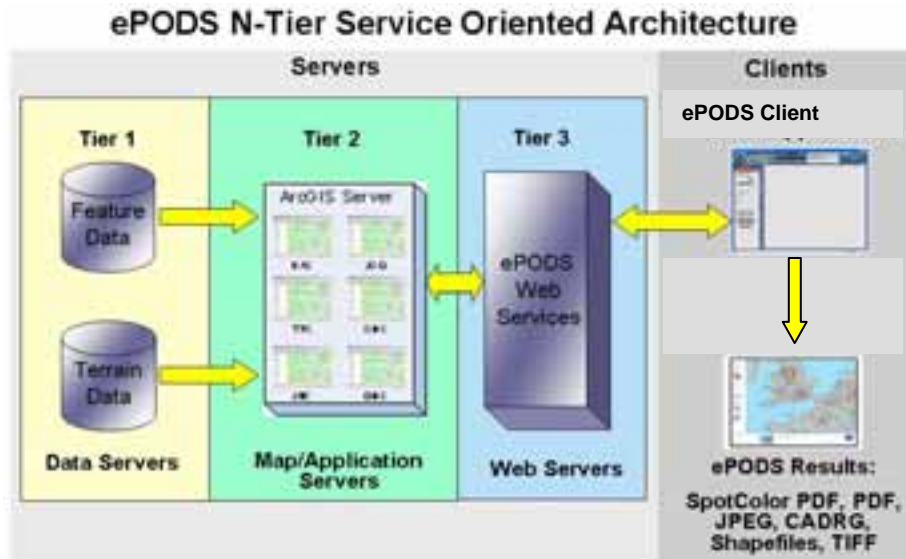 ePODS N-Tier Service Oriented Architecture
Servers
Clients
Tier 1
Tier 2
Tier 3
ePODS Client
Feature
Data
ArcGIS Server
ePODS
Web
Services
Terrain
Data
Data Servers
Map/Application
Servers
Web Servers
ePODS Results:
SpotColor PDF, PDF,
JPEG, CADRG,
Shapefiles, TIFF